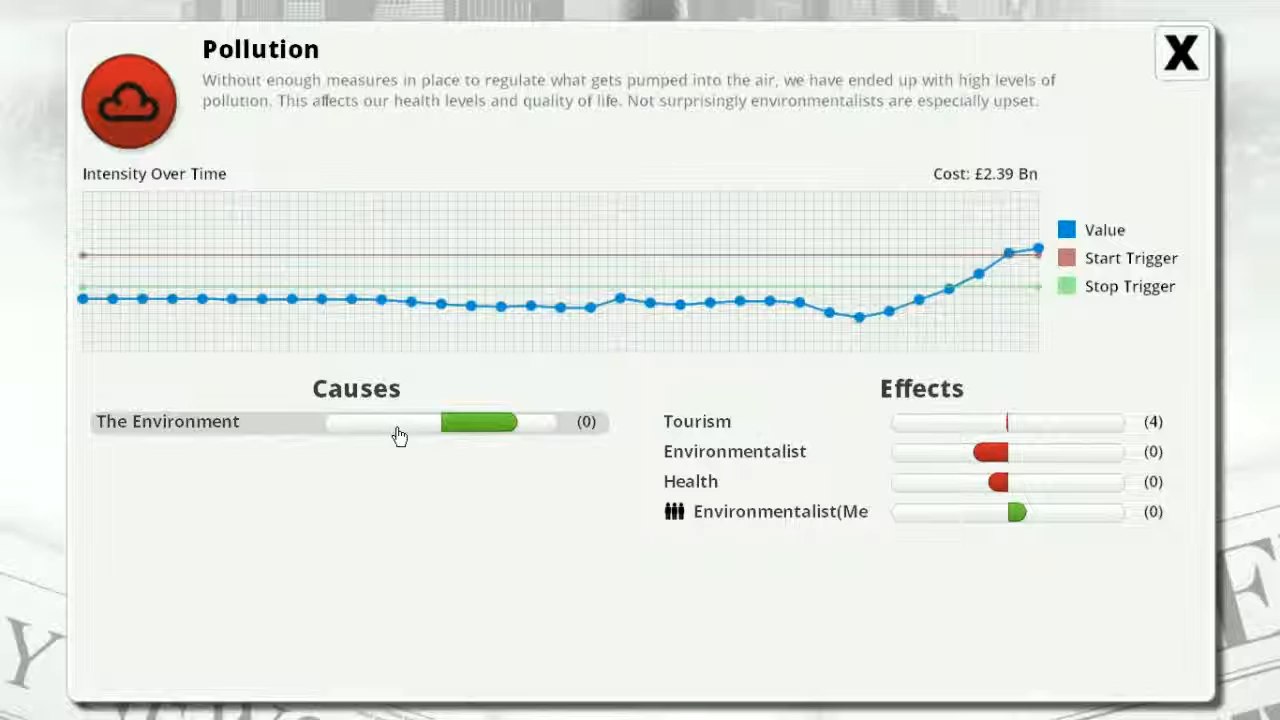 Pollution
X
Without enough measures in place to regulate what gets pumped into the air, we have ended up with high levels of
pollution. This affects our health levels and quality of life. Not surprisingly environmentalists are especially upset.
Intensity Over Time
Cost: £2.39 Bn
Value
Start Trigger
Stop Trigger
Causes
The Environment (0)
Effects
Tourism (4)
Environmentalist (0)
Health (0)
Environmentalist(Me (0)